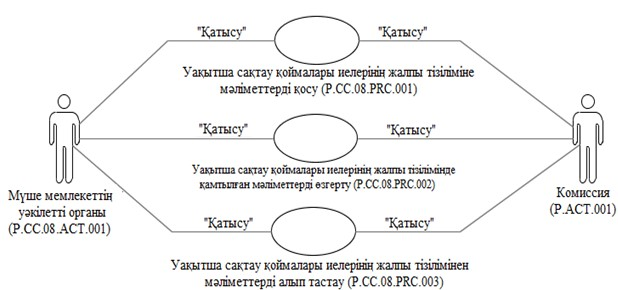 "Қатысу" "Қатысу"
Уақытша сақтау қоймалары иелерінің жалпы тізіліміне
мәліметтерді қосу (P.CC.08.PRC.001)
"Қатысу" "Қатысу"
Уақытша сақтау қоймалары иелерінің жалпы тізілімінде
қамтылған мәліметтерді өзгерту (P.CC.08.PRC.002)
Мүше мемлекеттің
уәкілетті органы
(P.CC.08.ACT.001)
Комиссия
(P.ACT.001)
"Қатысу" "Қатысу"
Уақытша сақтау қоймалары иелерінің жалпы тізілімінен
мәліметтерді алып тастау (P.CC.08.PRC.003)